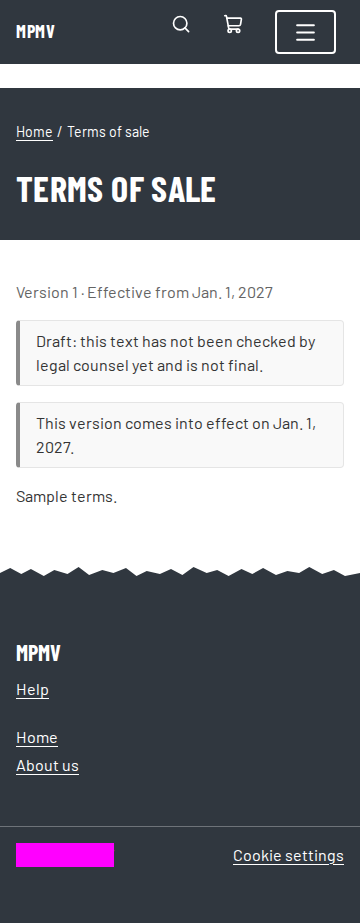 MPMV
Home / Terms of sale
TERMS OF SALE
Version 1 · Effective from Jan. 1, 2027
Draft: this text has not been checked by
legal counsel yet and is not final.
This version comes into effect on Jan. 1,
2027.
Sample terms.
MPMV
Help
Home
About us
Cookie settings